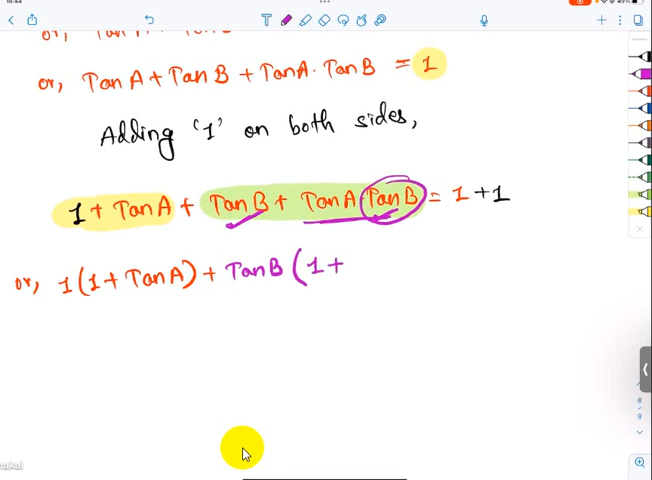 or, Tan A + Tan B + TanA · Tan B = 1
Adding '1' on both sides,
1 + Tan A + Tan B + Tan A Tan B = 1 + 1
or, 1 (1 + Tan A) + Tan B (1 +